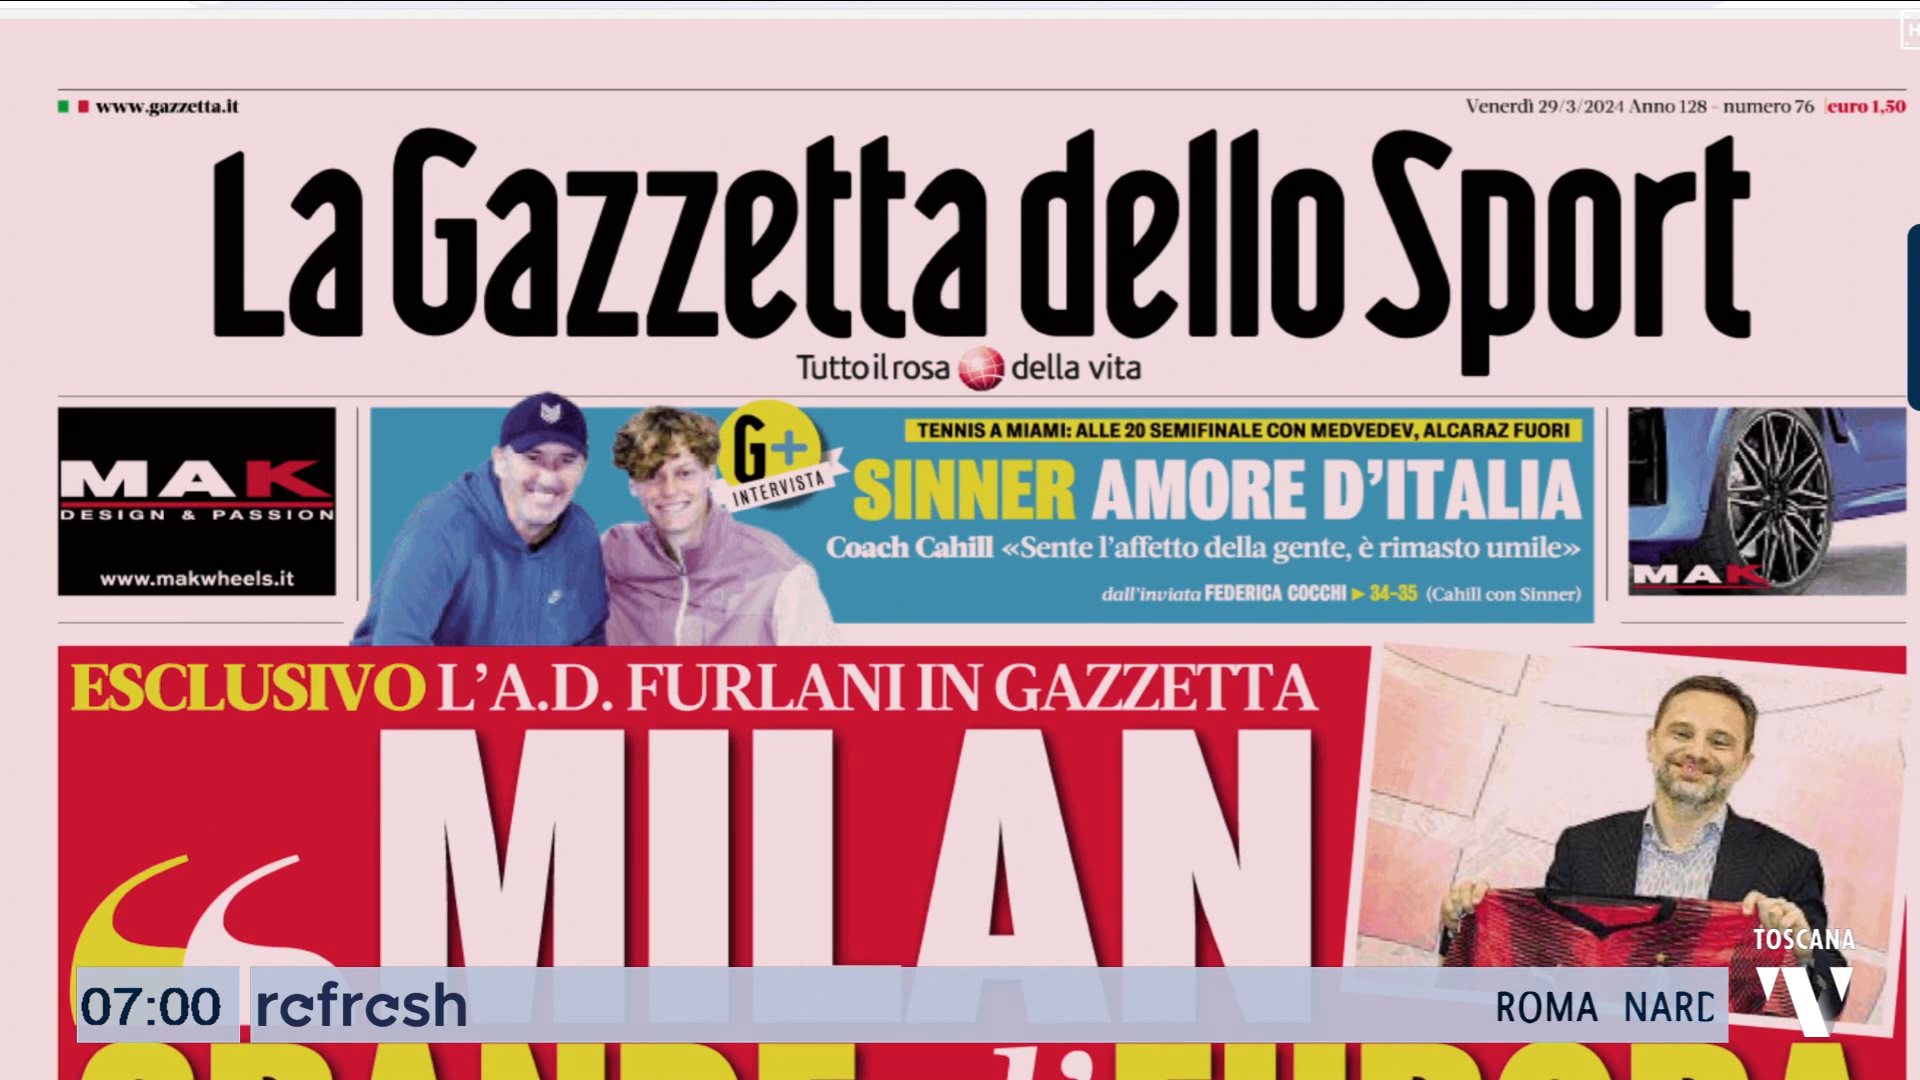 www.gazzetta.it
Venerdì 29/3/2024 Anno 128 - numero 76 euro 1,50
La Gazzetta dello Sport
Tutto il rosa della vita
MAK
DESIGN & PASSION
www.makwheels.it
G+
INTERVISTA
TENNIS A MIAMI: ALLE 20 SEMIFINALE CON MEDVEDEV, ALCARAZ FUORI
SINNER AMORE D'ITALIA
Coach Cahill «Sente l'affetto della gente, è rimasto umile»
dall'inviata FEDERICA COCCHI ▶ 34-35 (Cahill con Sinner)
MAK
ESCLUSIVO L'A.D. FURLANI IN GAZZETTA
“MILAN
TOSCANA
TV
07:00 refresh
ROMA NARD